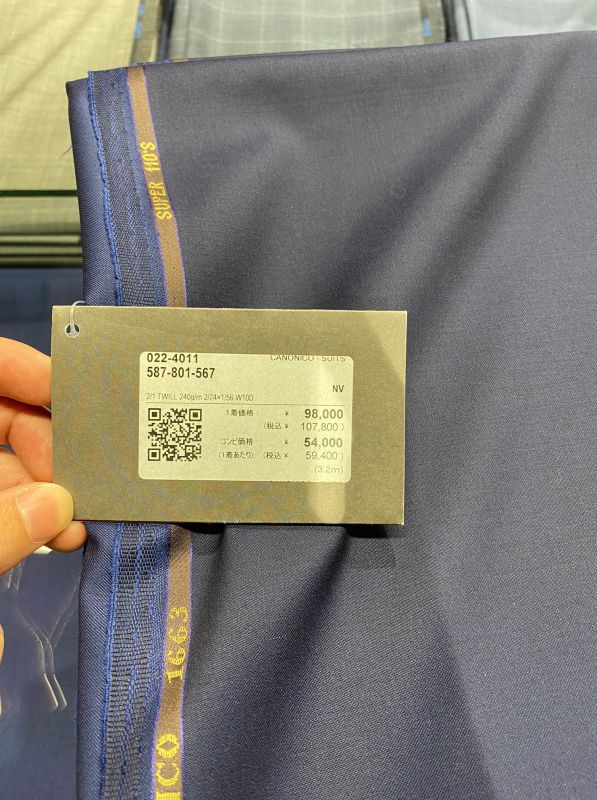 SUPER 110'S
022-4011
CANONICO - SUITS
587-801-567
NV
2/1 TWILL 240g/m 2/74×1/56 W100
1着価格 ¥ 98,000
(税込 ¥ 107,800)
コンビ価格 ¥ 54,000
(1着あたり) (税込 ¥ 59,400)
(3.2m)
1663
ICO